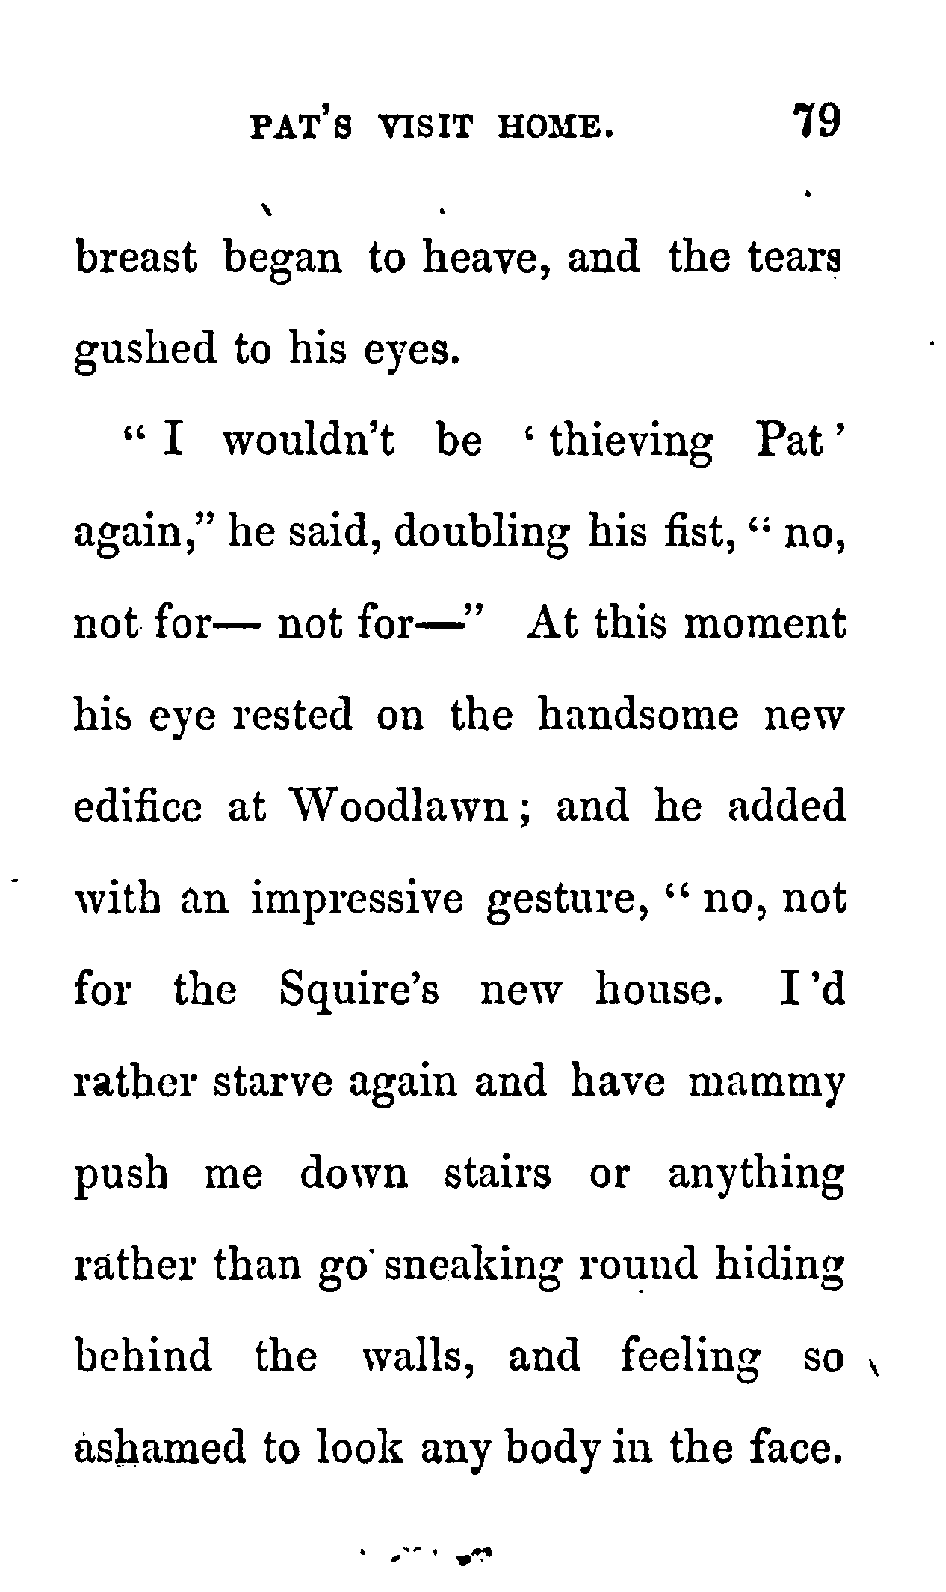 PAT'S VISIT HOME. 79
breast began to heave, and the tears
gushed to his eyes.
" I wouldn't be ' thieving Pat '
again," he said, doubling his fist, " no,
not for— not for—" At this moment
his eye rested on the handsome new
edifice at Woodlawn ; and he added
with an impressive gesture, " no, not
for the Squire's new house. I 'd
rather starve again and have mammy
push me down stairs or anything
rather than go sneaking round hiding
behind the walls, and feeling so
ashamed to look any body in the face.